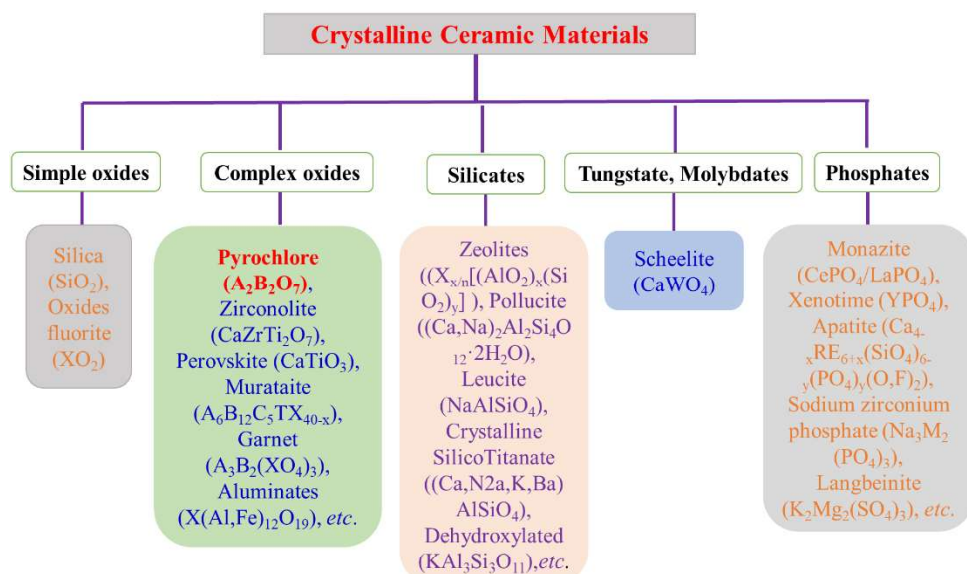 Crystalline Ceramic Materials
Simple oxides
Complex oxides
Silicates
Tungstate, Molybdates
Phosphates
Silica
(SiO₂),
Oxides
fluorite
(XO₂)
Pyrochlore
(A₂B₂O₇),
Zirconolite
(CaZrTi₂O₇),
Perovskite (CaTiO₃),
Murataite
(A₆B₁₂C₅TX₄₀₋ₓ),
Garnet
(A₃B₂(XO₄)₃),
Aluminates
(X(Al,Fe)₁₂O₁₉), etc.
Zeolites
((Xₓ/ₙ[(AlO₂)ₓ(Si
O₂)ᵧ] ), Pollucite
((Ca,Na)₂Al₂Si₄O
₁₂·2H₂O),
Leucite
(NaAlSiO₄),
Crystalline
SilicoTitanate
((Ca,N2a,K,Ba)
AlSiO₄),
Dehydroxylated
(KAl₃Si₃O₁₁),etc.
Scheelite
(CaWO₄)
Monazite
(CePO₄/LaPO₄),
Xenotime (YPO₄),
Apatite (Ca₄₋
ₓRE₆₊ₓ(SiO₄)₆₋
ᵧ(PO₄)ᵧ(O,F)₂),
Sodium zirconium
phosphate (Na₃M₂
(PO₄)₃),
Langbeinite
(K₂Mg₂(SO₄)₃), etc.